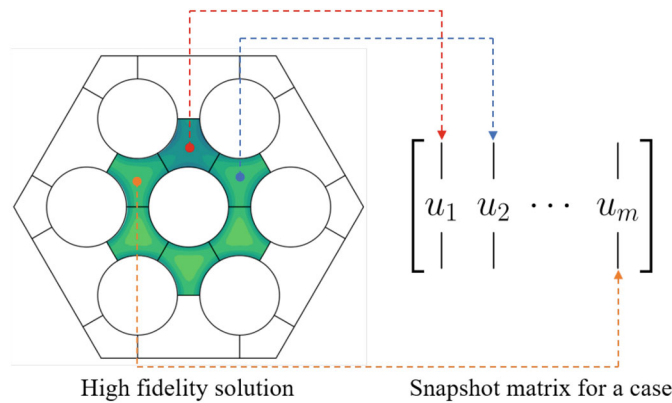 u₁ u₂ ⋯ uₘ
High fidelity solution
Snapshot matrix for a case